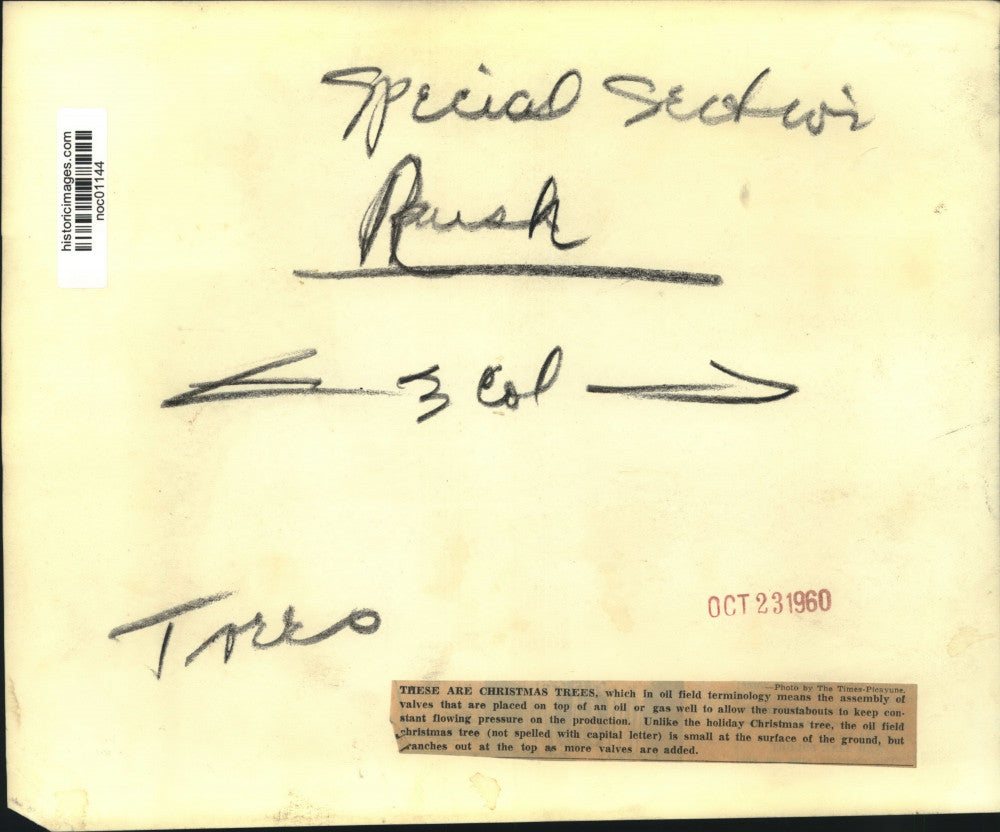 Special Section
Rush
historicimages.com
noc01144
3 Col
Trees
OCT 23 1960
—Photo by The Times-Picayune.
THESE ARE CHRISTMAS TREES, which in oil field terminology means the assembly of
valves that are placed on top of an oil or gas well to allow the roustabouts to keep con-
stant flowing pressure on the production. Unlike the holiday Christmas tree, the oil field
christmas tree (not spelled with capital letter) is small at the surface of the ground, but
branches out at the top as more valves are added.